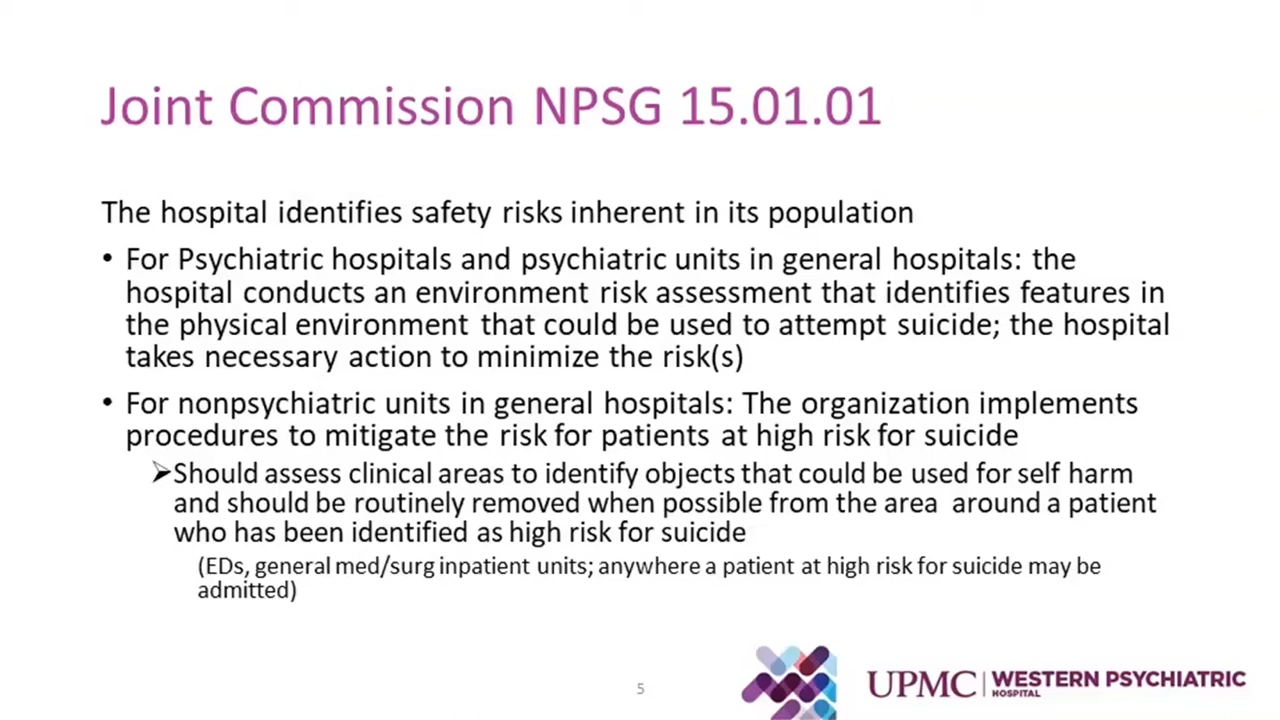 Joint Commission NPSG 15.01.01
The hospital identifies safety risks inherent in its population
• For Psychiatric hospitals and psychiatric units in general hospitals: the
hospital conducts an environment risk assessment that identifies features in
the physical environment that could be used to attempt suicide; the hospital
takes necessary action to minimize the risk(s)
• For nonpsychiatric units in general hospitals: The organization implements
procedures to mitigate the risk for patients at high risk for suicide
➢Should assess clinical areas to identify objects that could be used for self harm
and should be routinely removed when possible from the area around a patient
who has been identified as high risk for suicide
(EDs, general med/surg inpatient units; anywhere a patient at high risk for suicide may be
admitted)
5
UPMC | WESTERN PSYCHIATRIC
HOSPITAL